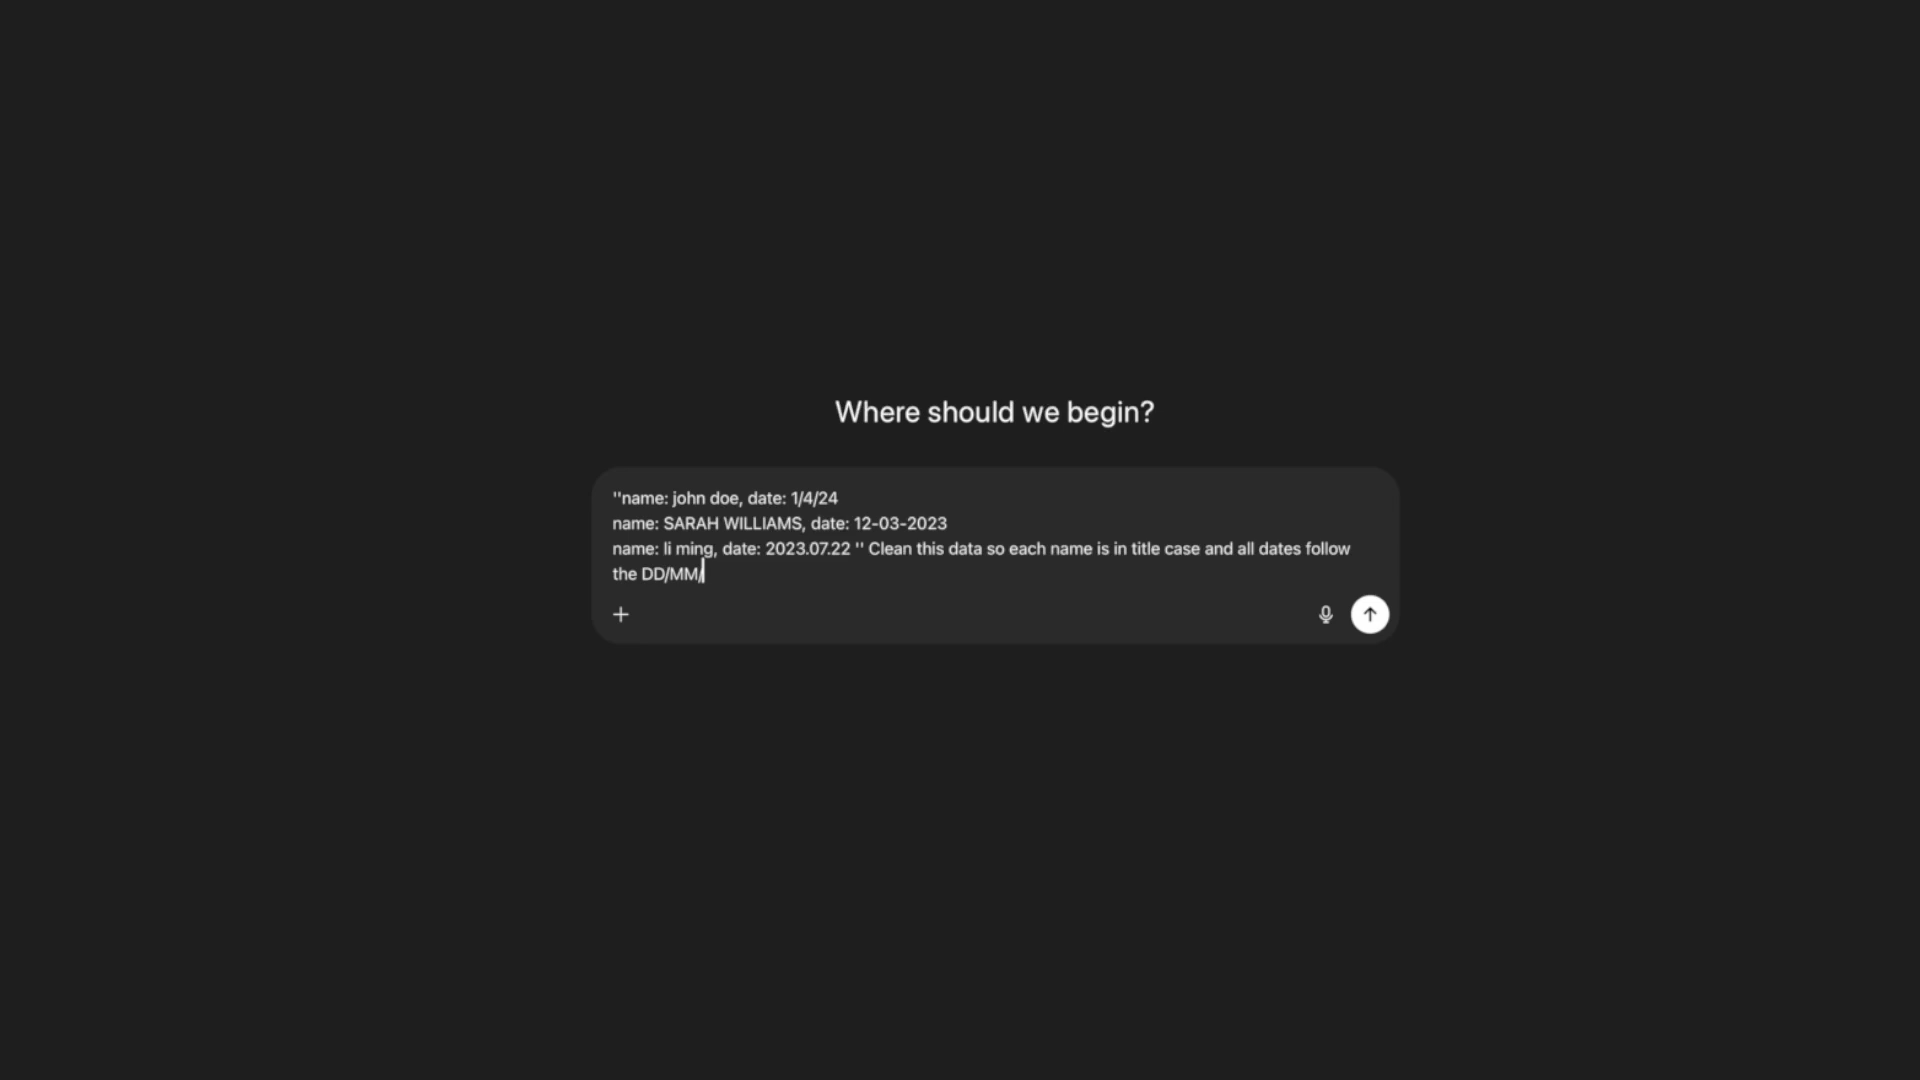 Where should we begin?
''name: john doe, date: 1/4/24
name: SARAH WILLIAMS, date: 12-03-2023
name: li ming, date: 2023.07.22 '' Clean this data so each name is in title case and all dates follow
the DD/MM/